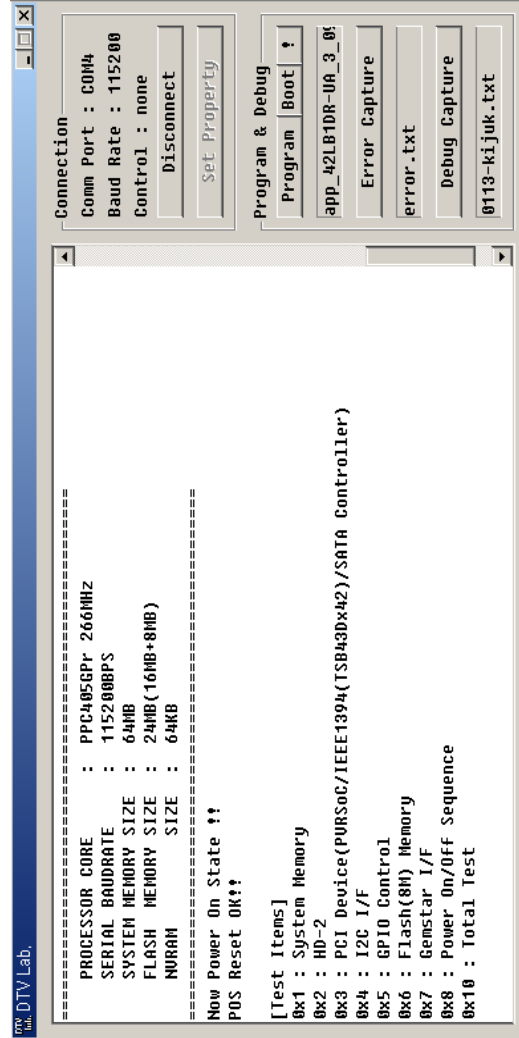 DTV Lab.
==================================================
PROCESSOR CORE : PPC405GPr 266MHz
SERIAL BAUDRATE : 115200BPS
SYSTEM MEMORY SIZE : 64MB
FLASH MEMORY SIZE : 24MB(16MB+8MB)
NVRAM SIZE : 64KB
==================================================
Now Power On State !!
POS Reset OK!!
[Test Items]
0x1 : System Memory
0x2 : HD-2
0x3 : PCI Device(PVRSoC/IEEE1394(TSB43Dx42)/SATA Controller)
0x4 : I2C I/F
0x5 : GPIO Control
0x6 : Flash(8M) Memory
0x7 : Gemstar I/F
0x8 : Power On/Off Sequence
0x10 : Total Test
Connection
Comm Port : COM4
Baud Rate : 115200
Control : none
Disconnect
Set Property
Program & Debug
Program Boot !
app_42LB1DR-UA_3_09
Error Capture
error.txt
Debug Capture
0113-kijuk.txt